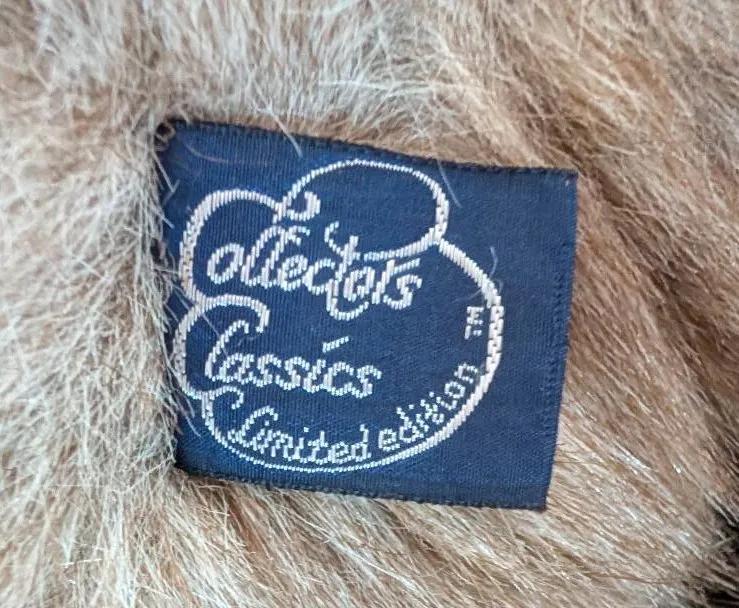 Collectors
Classics
Limited edition
TM